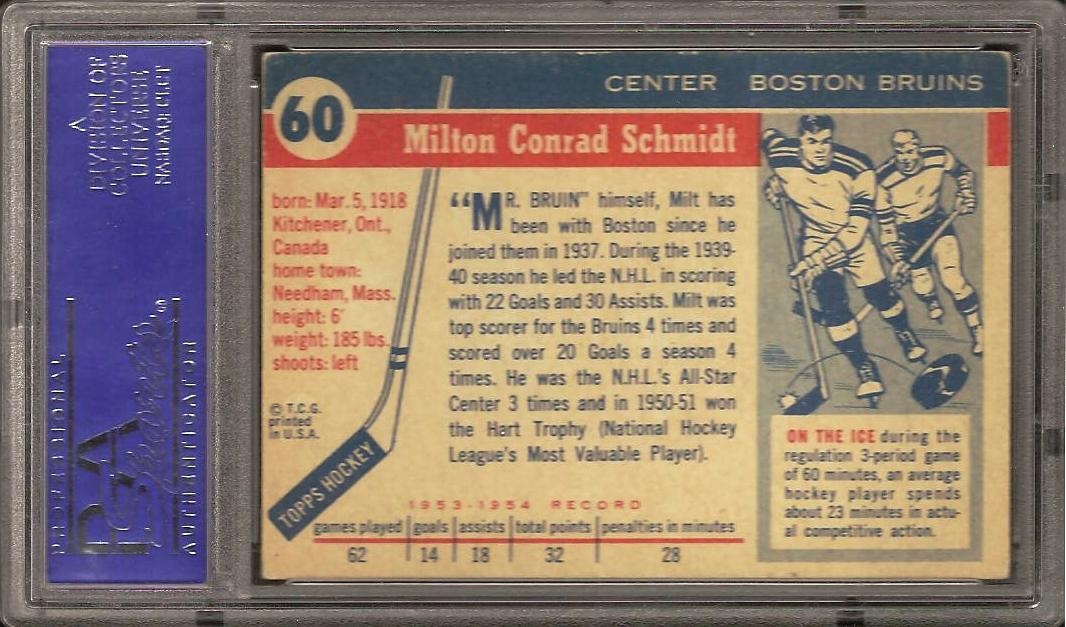 A
DIVISION OF
COLLECTORS
UNIVERSE
NASDAQ:CLCT
PROFESSIONAL
PSA
Sports
AUTHENTICATOR
SM
60
CENTER BOSTON BRUINS
Milton Conrad Schmidt
born: Mar. 5, 1918
Kitchener, Ont.,
Canada
home town:
Needham, Mass.
height: 6'
weight: 185 lbs.
shoots: left
© T.C.G.
printed
in U.S.A.
TOPPS HOCKEY
“MR. BRUIN” himself, Milt has
been with Boston since he
joined them in 1937. During the 1939-
40 season he led the N.H.L. in scoring
with 22 Goals and 30 Assists. Milt was
top scorer for the Bruins 4 times and
scored over 20 Goals a season 4
times. He was the N.H.L.'s All-Star
Center 3 times and in 1950-51 won
the Hart Trophy (National Hockey
League's Most Valuable Player).
ON THE ICE during the
regulation 3-period game
of 60 minutes, an average
hockey player spends
about 23 minutes in actu-
al competitive action.
1953-1954 RECORD
games played goals assists total points penalties in minutes
62 14 18 32 28